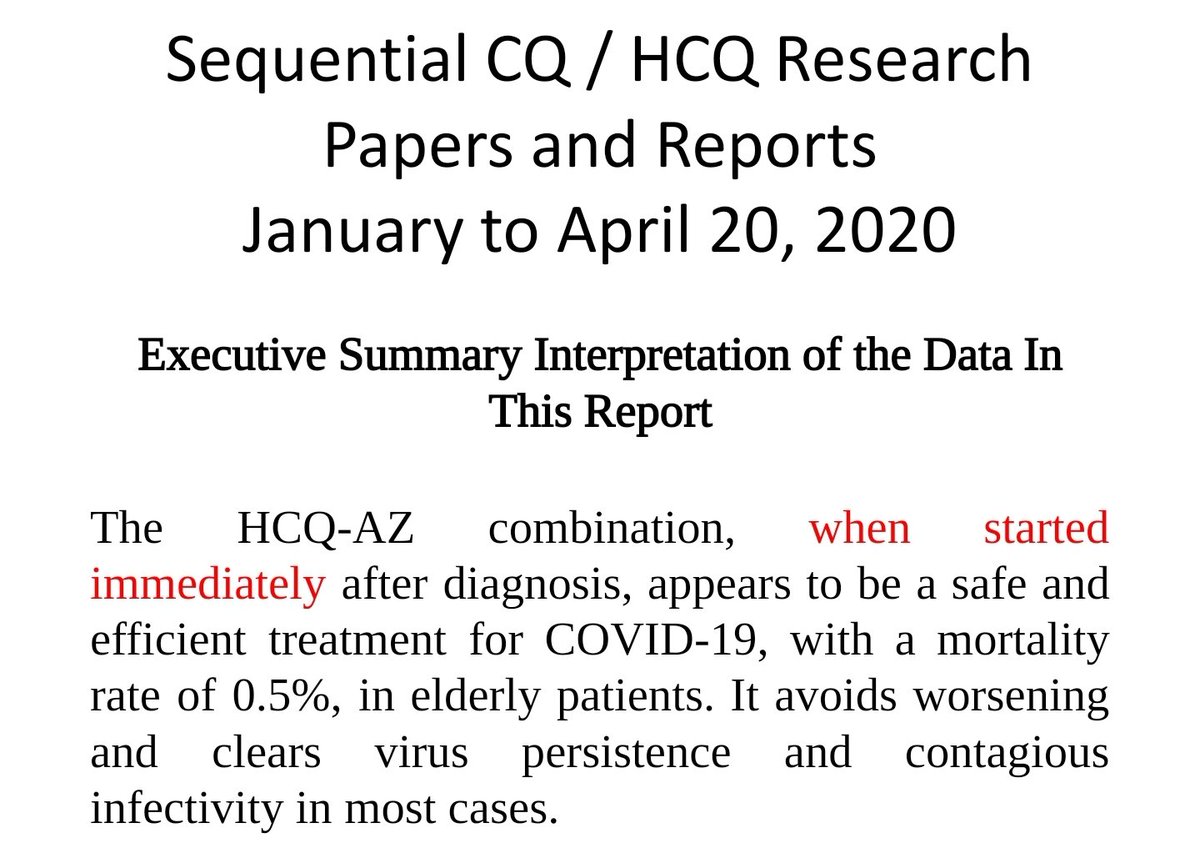 Sequential CQ / HCQ Research
Papers and Reports
January to April 20, 2020
Executive Summary Interpretation of the Data In
This Report
The HCQ-AZ combination, when started
immediately after diagnosis, appears to be a safe and
efficient treatment for COVID-19, with a mortality
rate of 0.5%, in elderly patients. It avoids worsening
and clears virus persistence and contagious
infectivity in most cases.